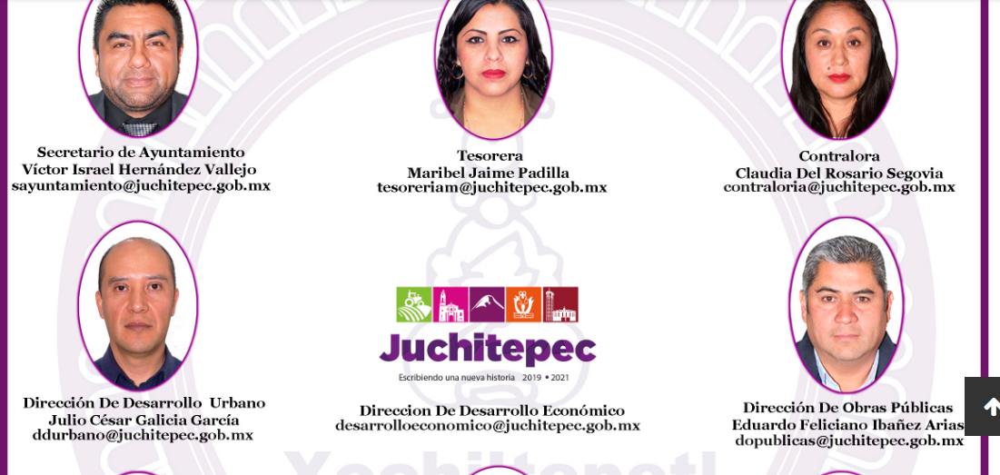 Secretario de Ayuntamiento
Víctor Israel Hernández Vallejo
sayuntamiento@juchitepec.gob.mx
Tesorera
Maribel Jaime Padilla
tesoreriam@juchitepec.gob.mx
Contralora
Claudia Del Rosario Segovia
contraloria@juchitepec.gob.mx
Dirección De Desarrollo Urbano
Julio César Galicia García
ddurbano@juchitepec.gob.mx
Juchitepec
Escribiendo una nueva historia 2019 • 2021
Direccion De Desarrollo Económico
desarrolloeconomico@juchitepec.gob.mx
Dirección De Obras Públicas
Eduardo Feliciano Ibañez Arias
dopublicas@juchitepec.gob.mx